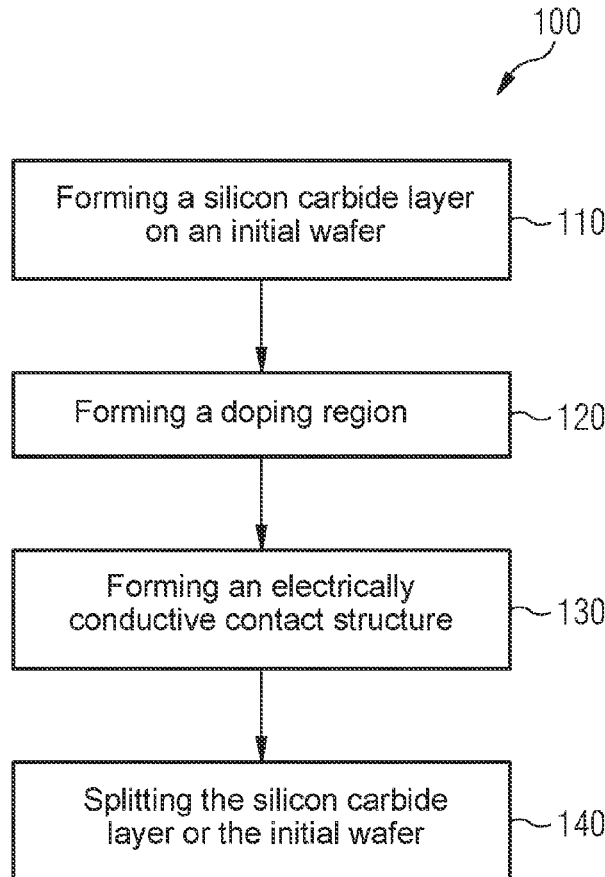 100
Forming a silicon carbide layer
on an initial wafer
110
Forming a doping region
120
Forming an electrically
conductive contact structure
130
Splitting the silicon carbide
layer or the initial wafer
140